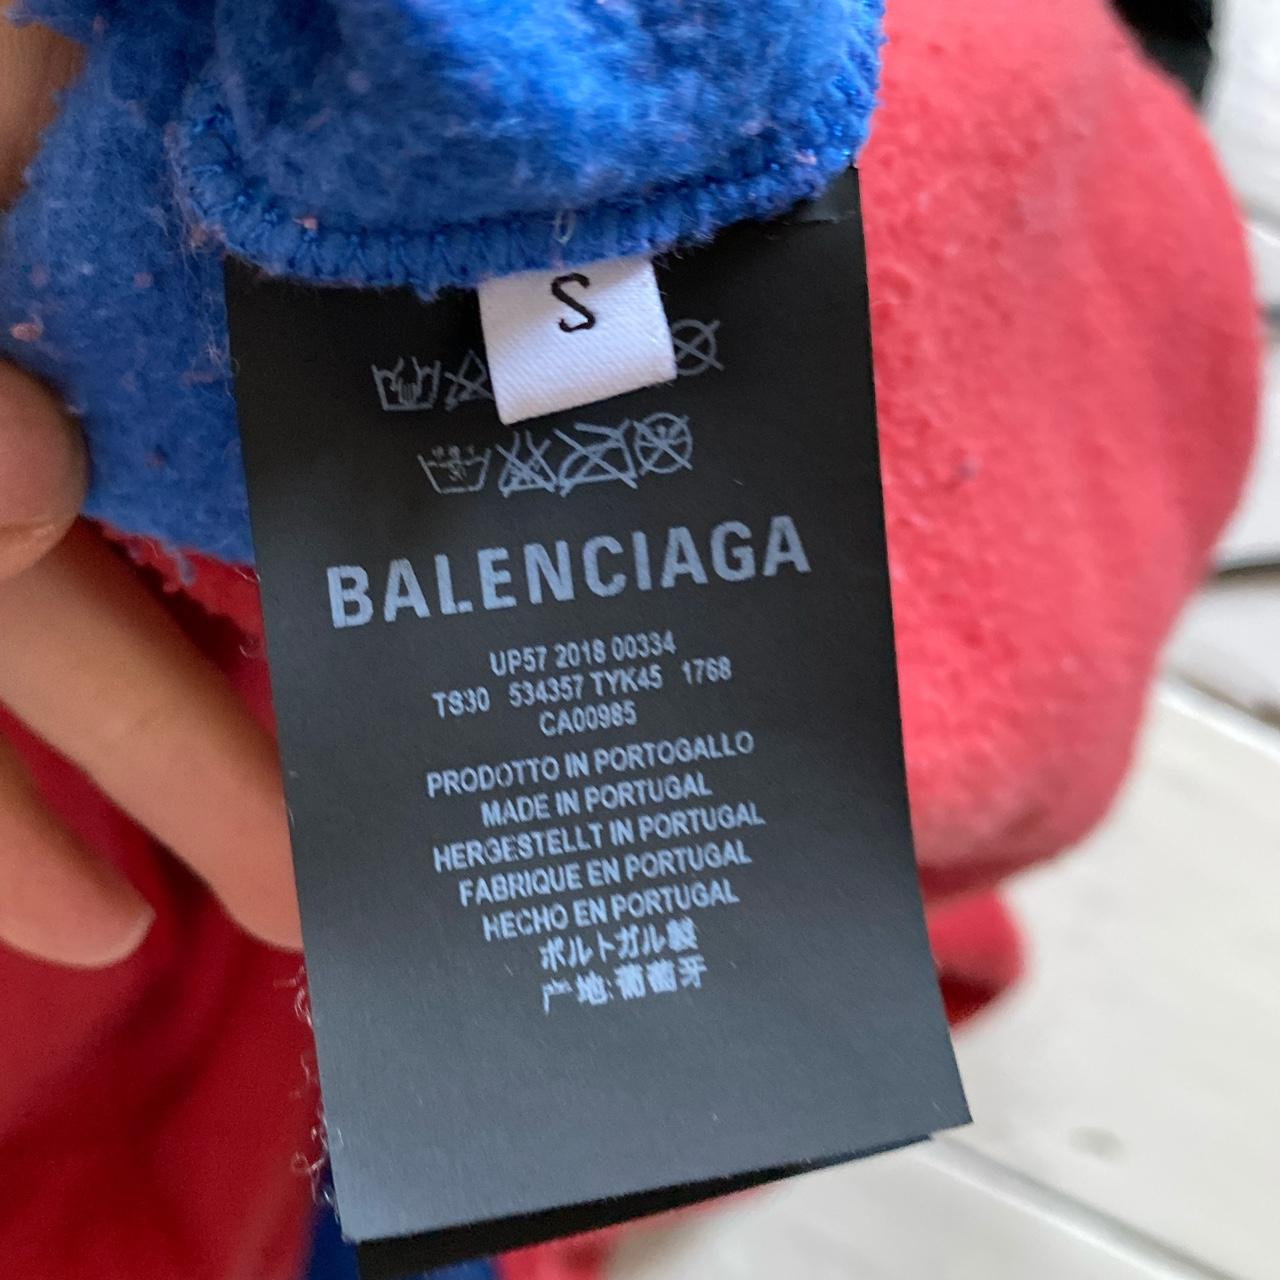 S
BALENCIAGA
UP57 2018 00334
TS30 534357 TYK45 1768
CA00985
PRODOTTO IN PORTOGALLO
MADE IN PORTUGAL
HERGESTELLT IN PORTUGAL
FABRIQUE EN PORTUGAL
HECHO EN PORTUGAL
ポルトガル製
产地:葡萄牙